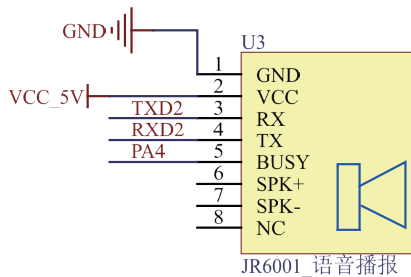 U3
GND
1 GND
VCC_5V 2 VCC
TXD2 3 RX
RXD2 4 TX
PA4 5 BUSY
6 SPK+
7 SPK-
8 NC
JR6001_语音播报